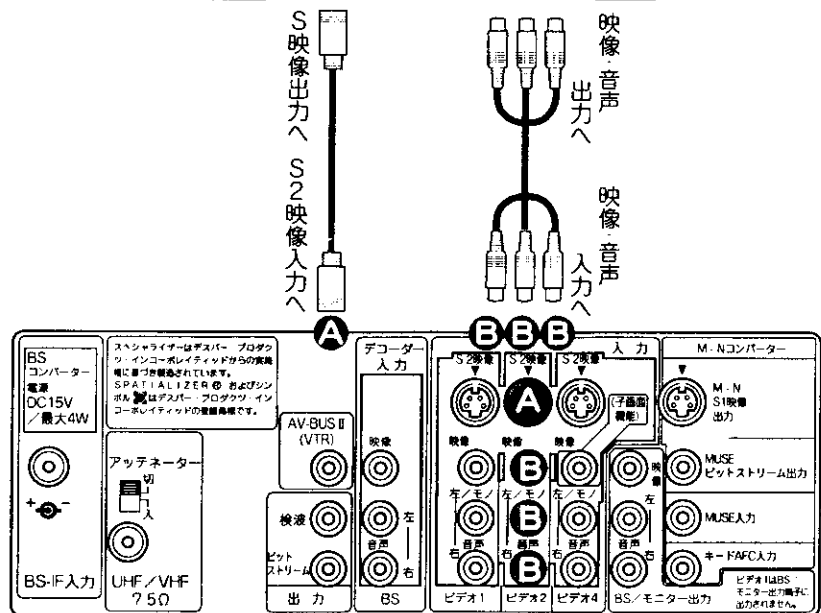 S映像出力へ
S2映像入力へ
映像・音声
出力へ
映像・音声
入力へ
A
B B B
BS
コンバーター
電源
DC15V
／最大4W
BS-IF入力
スペシャライザーはデスパー プロダク
ツ・インコーポレイティッドからの実施
権に基づき製造されています。
SPATIALIZER® およびシン
ボル はデスパー・プロダクツ・イン
コーポレイティッドの登録商標です。
アッテネーター
切
入
UHF／VHF
75Ω
AV-BUSⅡ
(VTR)
検波
ビット
ストリーム
出 力
デコーダー
入 力
映像
左
音声
右
BS
入 力
S2映像
S2映像
S2映像
A
(子画面
機能)
映像
映像
映像
B
左／モノ
左／モノ
左／モノ
B
音声
音声
音声
右
右
右
B
ビデオ1
ビデオ2
ビデオ4
映像
左
音声
右
BS／モニター出力
M-Nコンバーター
M-N
S1映像
出力
MUSE
ビットストリーム出力
MUSE入力
キードAFC入力
ビデオ1はBS
モニター出力端子に
出力されません。